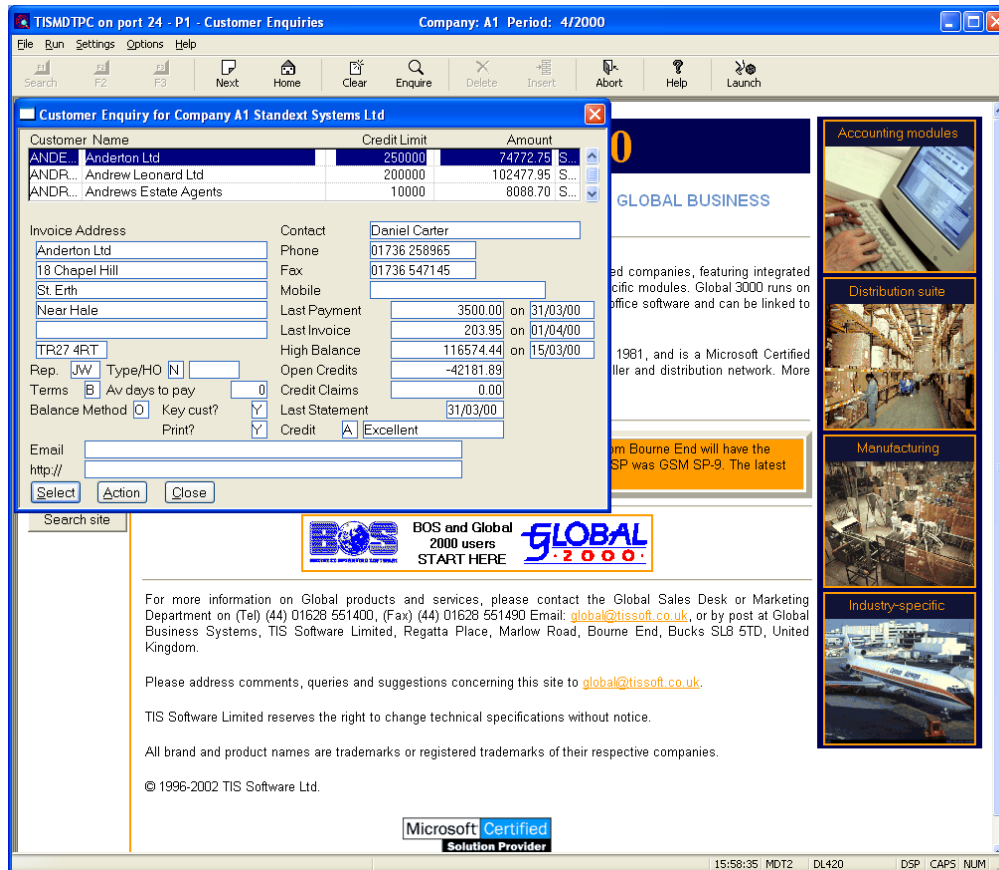 TISMDTPC on port 24 - P1 - Customer Enquiries Company: A1 Period: 4/2000
File Run Settings Options Help
F1 F2 F3
Search F2 F3 Next Home Clear Enquire Delete Insert Abort Help Launch
Customer Enquiry for Company A1 Standext Systems Ltd
Customer Name Credit Limit Amount
ANDE... Anderton Ltd 250000 74772.75 S...
ANDR... Andrew Leonard Ltd 200000 102477.95 S...
ANDR... Andrews Estate Agents 10000 8088.70 S...
Invoice Address Contact Daniel Carter
Anderton Ltd Phone 01736 258965
18 Chapel Hill Fax 01736 547145
St. Erth Mobile
Near Hale Last Payment 3500.00 on 31/03/00
Last Invoice 203.95 on 01/04/00
TR27 4RT High Balance 116574.44 on 15/03/00
Rep. JW Type/HO N Open Credits -42181.89
Terms B Av days to pay 0 Credit Claims 0.00
Balance Method O Key cust? Y Last Statement 31/03/00
Print? Y Credit A Excellent
Email
http://
Select Action Close
0
GLOBAL BUSINESS
ed companies, featuring integrated
cific modules. Global 3000 runs on
office software and can be linked to
1981, and is a Microsoft Certified
ller and distribution network. More
om Bourne End will have the
SP was GSM SP-9. The latest
Accounting modules
Distribution suite
Manufacturing
Industry-specific
Search site
BOS
BOS and Global
2000 users
START HERE
GLOBAL
2000
For more information on Global products and services, please contact the Global Sales Desk or Marketing
Department on (Tel) (44) 01628 551400, (Fax) (44) 01628 551490 Email: global@tissoft.co.uk, or by post at Global
Business Systems, TIS Software Limited, Regatta Place, Marlow Road, Bourne End, Bucks SL8 5TD, United
Kingdom.
Please address comments, queries and suggestions concerning this site to global@tissoft.co.uk.
TIS Software Limited reserves the right to change technical specifications without notice.
All brand and product names are trademarks or registered trademarks of their respective companies.
© 1996-2002 TIS Software Ltd.
Microsoft Certified
Solution Provider
15:58:35 MDT2 DL420 DSP CAPS NUM